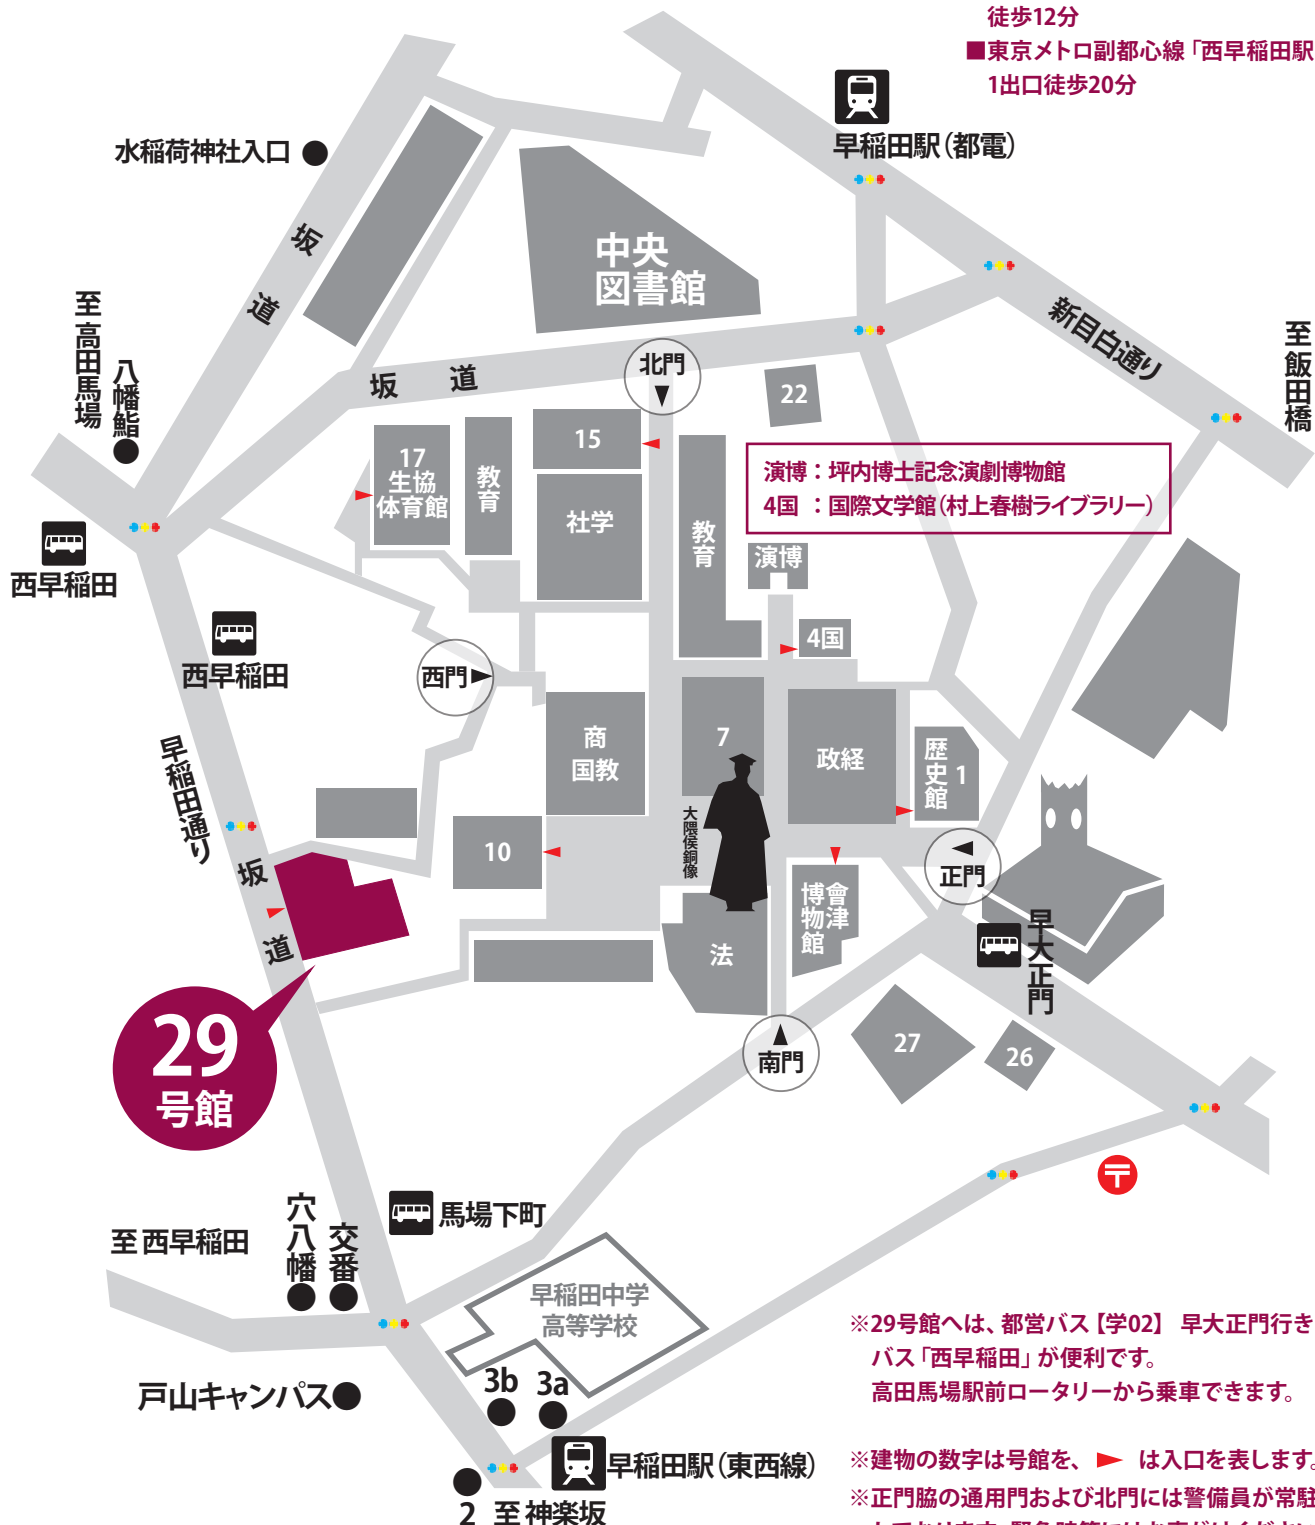 徒歩12分
■東京メトロ副都心線「西早稲田駅
1出口徒歩20分
早稲田駅(都電)
水稲荷神社入口
坂道
中央
図書館
新目白通り
至飯田橋
至高田馬場
八幡鮨
坂道
北門
22
15
17
生協
体育館
教育
社学
教育
演博:坪内博士記念演劇博物館
4国:国際文学館(村上春樹ライブラリー)
演博
4国
西早稲田
西早稲田
西門
商
国教
7
政経
歴史館
1
早稲田通り
大隈侯銅像
10
正門
坂道
會津
博物館
法
早大正門
南門
27
26
29
号館
馬場下町
穴八幡
交番
至西早稲田
早稲田中学
高等学校
戸山キャンパス
3b
3a
早稲田駅(東西線)
2
至神楽坂
※29号館へは、都営バス【学02】 早大正門行き
バス「西早稲田」が便利です。
高田馬場駅前ロータリーから乗車できます。
※建物の数字は号館を、 は入口を表します。
※正門脇の通用門および北門には警備員が常駐